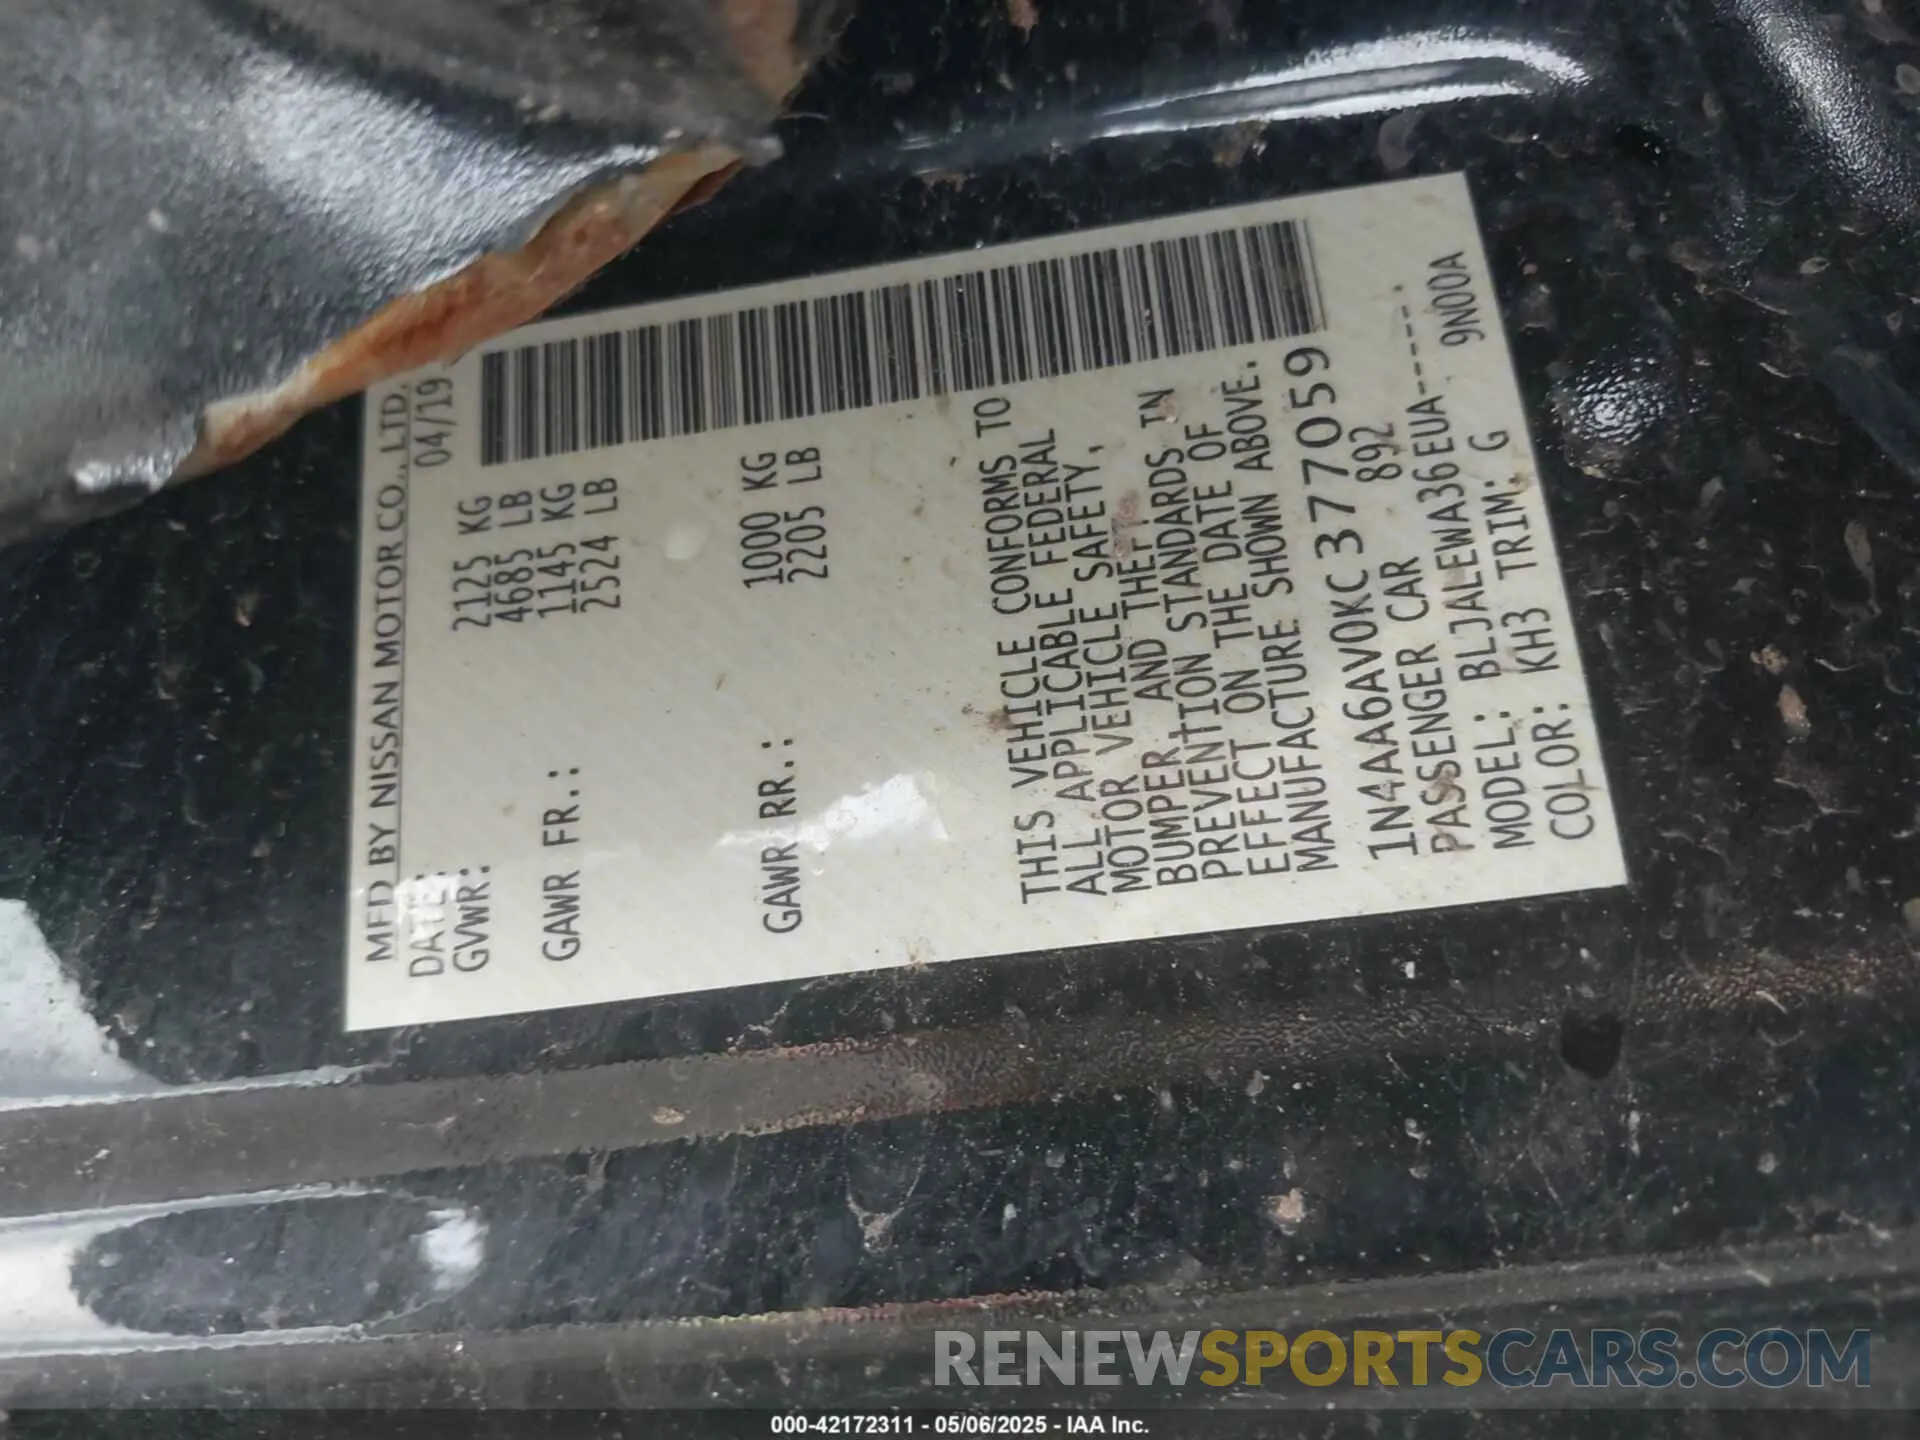 MFD BY NISSAN MOTOR CO., LTD.
DATE: 04/19
GVWR: 2125 KG
4685 LB
GAWR FR.: 1145 KG
2524 LB
GAWR RR.: 1000 KG
2205 LB
THIS VEHICLE CONFORMS TO
ALL APPLICABLE FEDERAL
MOTOR VEHICLE SAFETY,
BUMPER AND THEFT
PREVENTION STANDARDS IN
EFFECT ON THE DATE OF
MANUFACTURE SHOWN ABOVE.
1N4AA6AV0KC377059
PASSENGER CAR 892
MODEL: BLJALEWA36EUA-----
COLOR: KH3 TRIM: G 9N00A
RENEWSPORTSCARS.COM
000-42172311 - 05/06/2025 - IAA Inc.